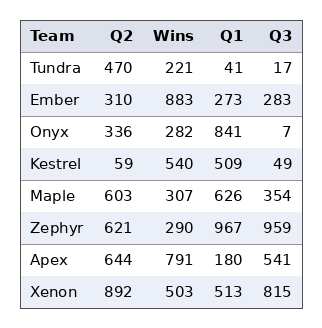 Team Q2 Wins Q1 Q3
Tundra 470 221 41 17
Ember 310 883 273 283
Onyx 336 282 841 7
Kestrel 59 540 509 49
Maple 603 307 626 354
Zephyr 621 290 967 959
Apex 644 791 180 541
Xenon 892 503 513 815